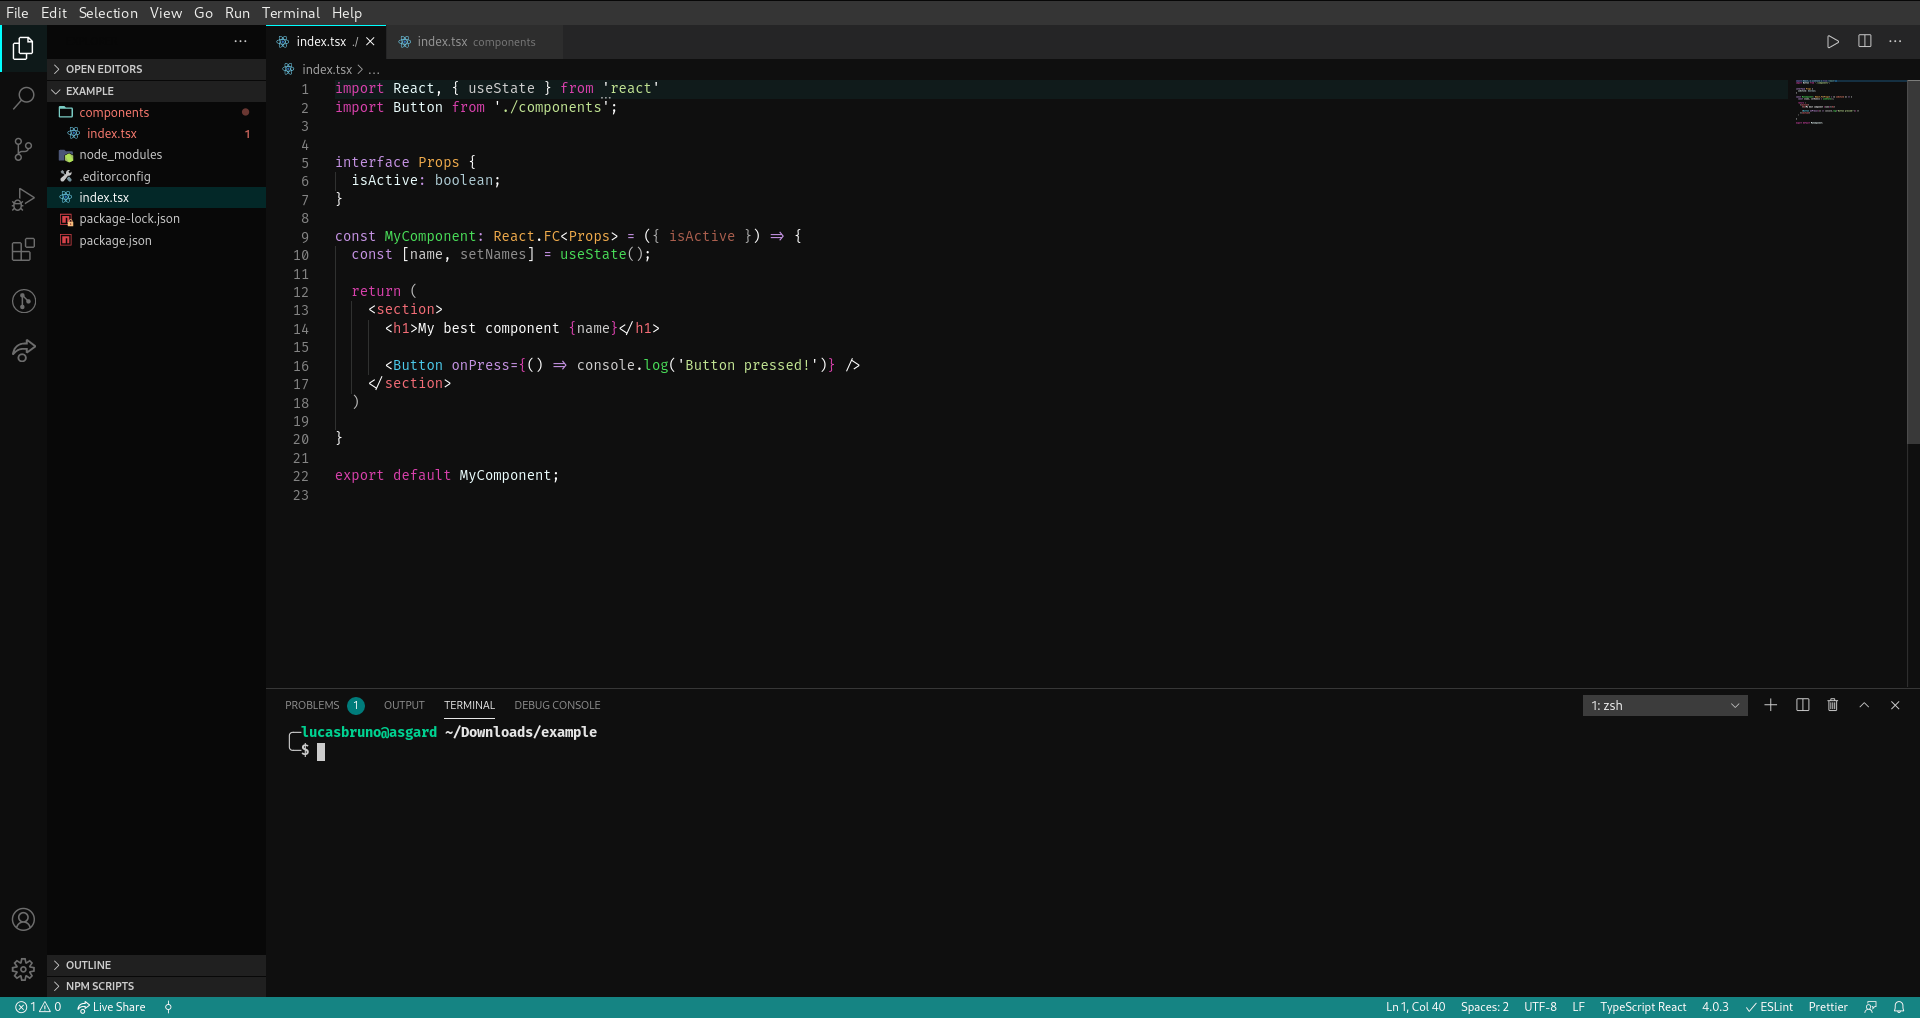 File Edit Selection View Go Run Terminal Help
index.tsx ./
index.tsx components
OPEN EDITORS
EXAMPLE
components
index.tsx 1
node_modules
.editorconfig
index.tsx
package-lock.json
package.json
OUTLINE
NPM SCRIPTS
index.tsx > ...
1 import React, { useState } from 'react'
2 import Button from './components';
3
4
5 interface Props {
6 isActive: boolean;
7 }
8
9 const MyComponent: React.FC<Props> = ({ isActive }) => {
10 const [name, setNames] = useState();
11
12 return (
13 <section>
14 <h1>My best component {name}</h1>
15
16 <Button onPress={() => console.log('Button pressed!')} />
17 </section>
18 )
19
20 }
21
22 export default MyComponent;
23
PROBLEMS 1 OUTPUT TERMINAL DEBUG CONSOLE
1: zsh
lucasbruno@asgard ~/Downloads/example
$
1 0 Live Share
Ln 1, Col 40 Spaces: 2 UTF-8 LF TypeScript React 4.0.3 ESLint Prettier